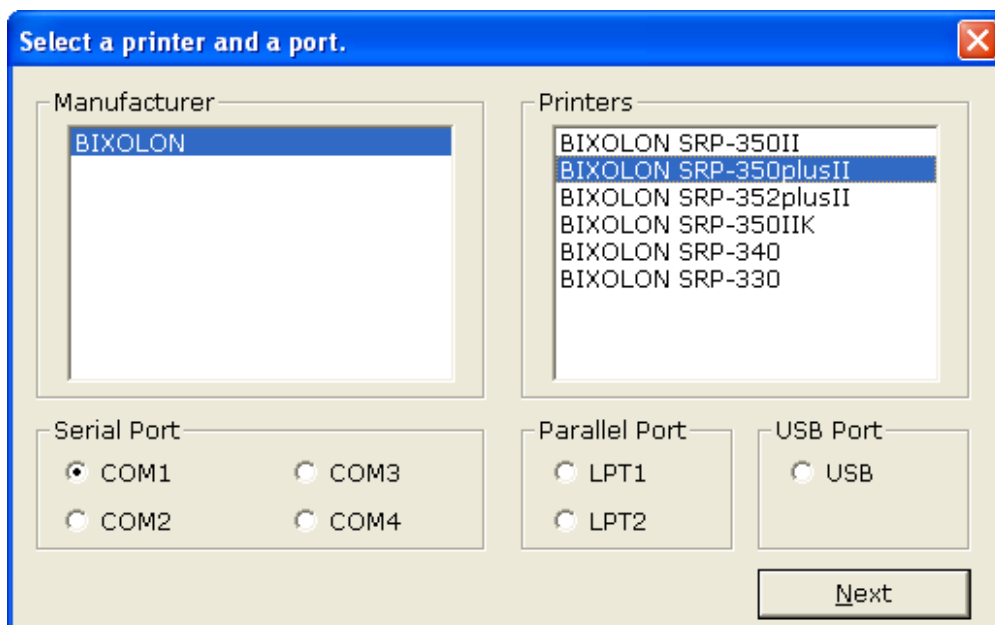 Select a printer and a port.
Manufacturer
BIXOLON
Printers
BIXOLON SRP-350II
BIXOLON SRP-350plusII
BIXOLON SRP-352plusII
BIXOLON SRP-350IIK
BIXOLON SRP-340
BIXOLON SRP-330
Serial Port
COM1 COM3
COM2 COM4
Parallel Port
LPT1
LPT2
USB Port
USB
Next